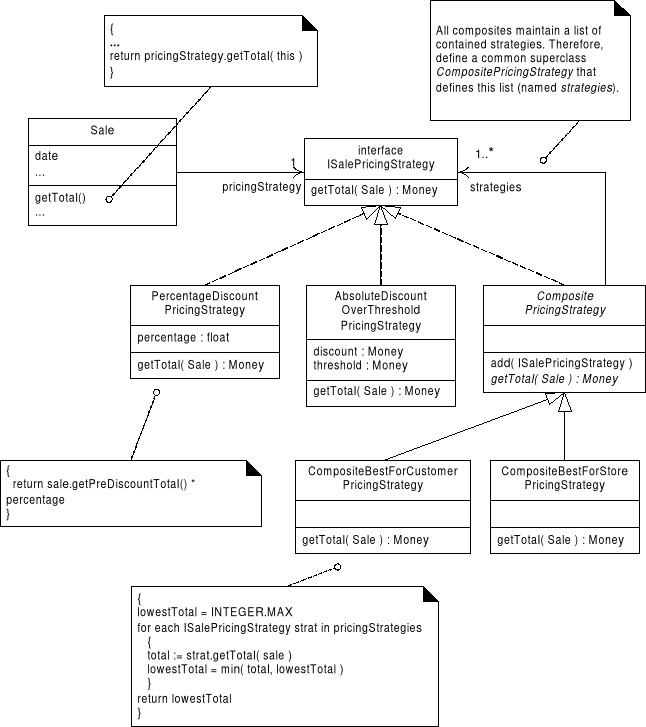 {
...
return pricingStrategy.getTotal( this )
}
All composites maintain a list of
contained strategies. Therefore,
define a common superclass
CompositePricingStrategy that
defines this list (named strategies).
Sale
date
...
getTotal()
...
1
pricingStrategy
interface
ISalePricingStrategy
getTotal( Sale ) : Money
1..*
strategies
PercentageDiscount
PricingStrategy
percentage : float
getTotal( Sale ) : Money
AbsoluteDiscount
OverThreshold
PricingStrategy
discount : Money
threshold : Money
getTotal( Sale ) : Money
Composite
PricingStrategy
add( ISalePricingStrategy )
getTotal( Sale ) : Money
{
return sale.getPreDiscountTotal() *
percentage
}
CompositeBestForCustomer
PricingStrategy
getTotal( Sale ) : Money
CompositeBestForStore
PricingStrategy
getTotal( Sale ) : Money
{
lowestTotal = INTEGER.MAX
for each ISalePricingStrategy strat in pricingStrategies
{
total := strat.getTotal( sale )
lowestTotal = min( total, lowestTotal )
}
return lowestTotal
}